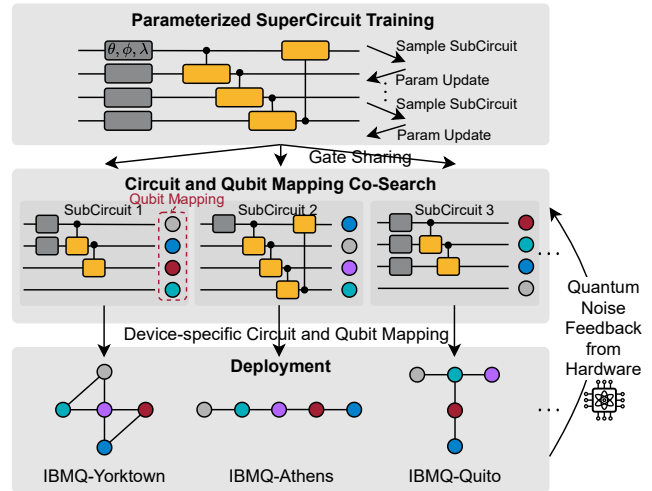 Parameterized SuperCircuit Training
θ, ϕ, λ
Sample SubCircuit
Param Update
Sample SubCircuit
Param Update
Gate Sharing
Circuit and Qubit Mapping Co-Search
Qubit Mapping
SubCircuit 1
SubCircuit 2
SubCircuit 3
Quantum
Noise
Feedback
from
Hardware
Device-specific Circuit and Qubit Mapping
Deployment
IBMQ-Yorktown
IBMQ-Athens
IBMQ-Quito